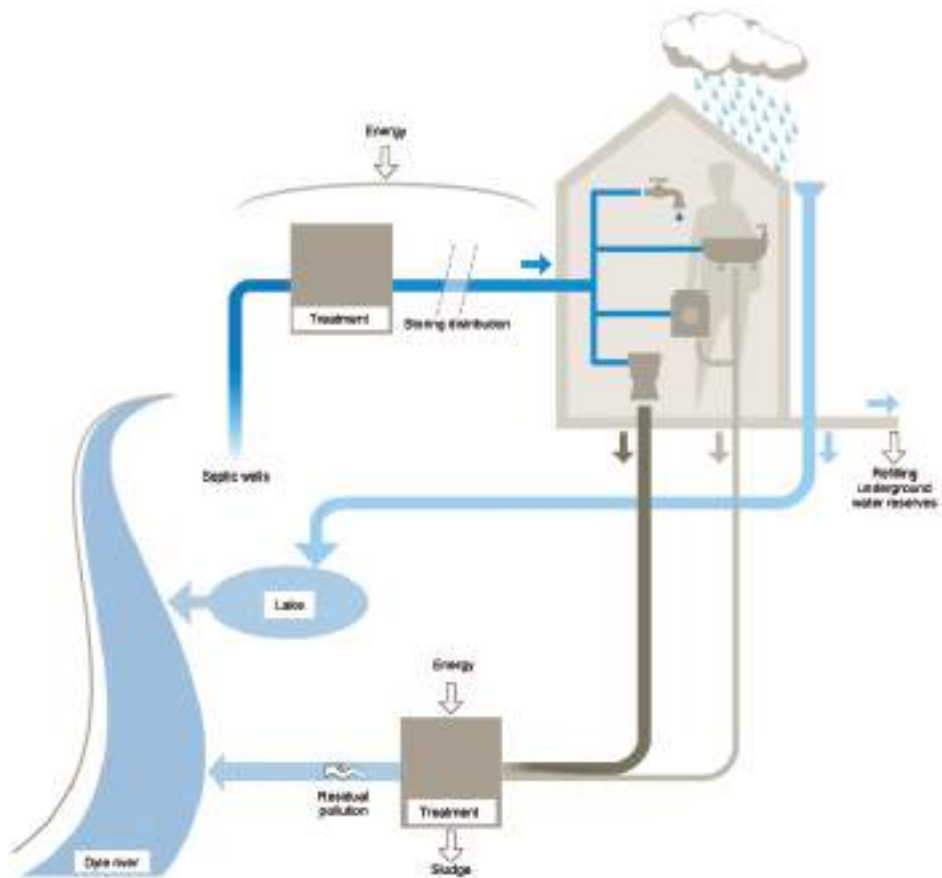 Energy
Treatment
Storing distribution
Septic wells
Refilling
underground
water reserves
Lake
Energy
Residual
pollution
Treatment
Dyle river
Sludge